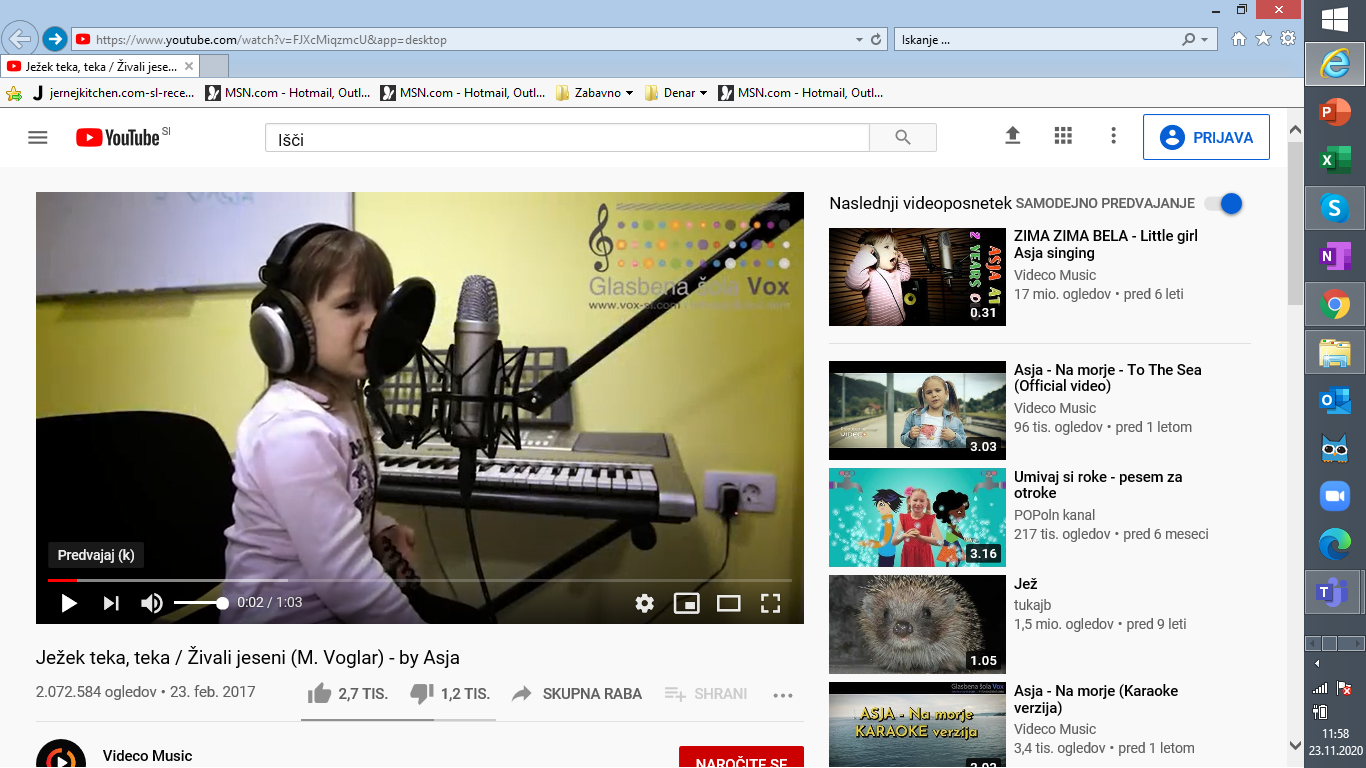 https://www.youtube.com/watch?v=FJXcMiqzmcU&app=desktop
Iskanje ...
Ježek teka, teka / Živali jese...
jernejkitchen.com-sl-rece...
MSN.com - Hotmail, Outl...
MSN.com - Hotmail, Outl...
Zabavno
Denar
MSN.com - Hotmail, Outl...
YouTube SI
Išči
PRIJAVA
Glasbena šola Vox
Predvajaj (k)
0:02 / 1:03
Ježek teka, teka / Živali jeseni (M. Voglar) - by Asja
2.072.584 ogledov • 23. feb. 2017
2,7 TIS.
1,2 TIS.
SKUPNA RABA
SHRANI
Videco Music
NAROČITE SE
Naslednji videoposnetek
SAMODEJNO PREDVAJANJE
ASJA AT
2 YEARS
0.31
ZIMA ZIMA BELA - Little girl
Asja singing
Videco Music
17 mio. ogledov • pred 6 leti
3.03
Asja - Na morje - To The Sea
(Official video)
Videco Music
96 tis. ogledov • pred 1 letom
3.16
Umivaj si roke - pesem za
otroke
POPoln kanal
217 tis. ogledov • pred 6 meseci
1.05
Jež
tukajb
1,5 mio. ogledov • pred 9 leti
Glasbena šola Vox
ASJA - Na morje
KARAOKE verzija
Asja - Na morje (Karaoke
verzija)
Videco Music
3,4 tis. ogledov • pred 1 letom
11:58
23.11.2020